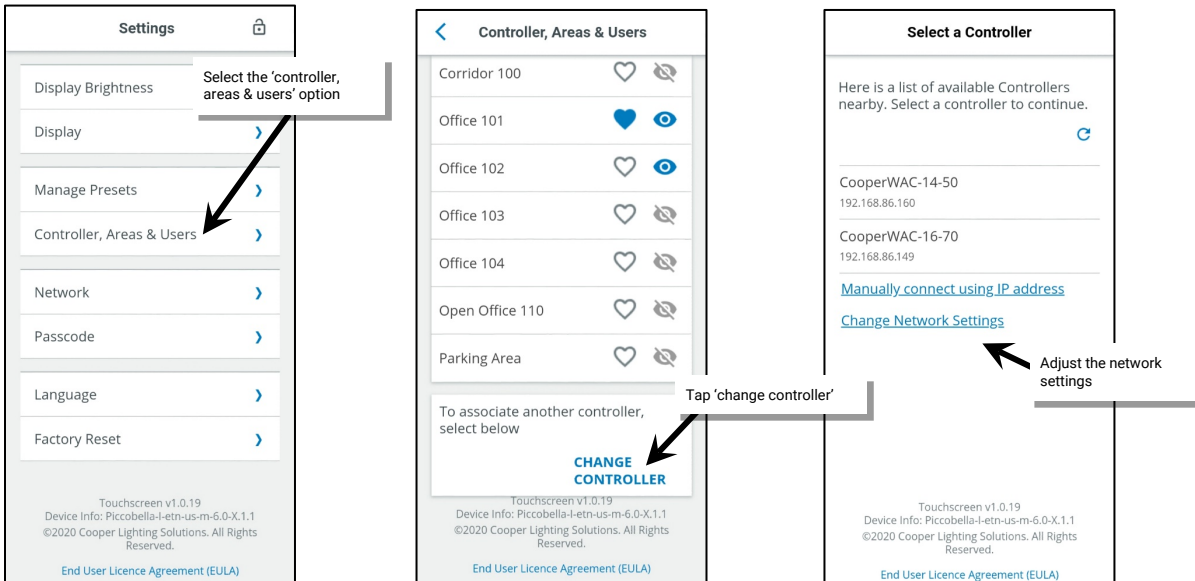 Settings
Display Brightness
Select the ‘controller,
areas & users’ option
Display
Manage Presets
Controller, Areas & Users
Network
Passcode
Language
Factory Reset
Touchscreen v1.0.19
Device Info: Piccobella-I-etn-us-m-6.0-X.1.1
©2020 Cooper Lighting Solutions. All Rights
Reserved.
End User Licence Agreement (EULA)
Controller, Areas & Users
Corridor 100
Office 101
Office 102
Office 103
Office 104
Open Office 110
Parking Area
Tap ‘change controller’
To associate another controller,
select below
CHANGE
CONTROLLER
Touchscreen v1.0.19
Device Info: Piccobella-I-etn-us-m-6.0-X.1.1
©2020 Cooper Lighting Solutions. All Rights
Reserved.
End User Licence Agreement (EULA)
Select a Controller
Here is a list of available Controllers
nearby. Select a controller to continue.
CooperWAC-14-50
192.168.86.160
CooperWAC-16-70
192.168.86.149
Manually connect using IP address
Change Network Settings
Adjust the network
settings
Touchscreen v1.0.19
Device Info: Piccobella-I-etn-us-m-6.0-X.1.1
©2020 Cooper Lighting Solutions. All Rights
Reserved.
End User Licence Agreement (EULA)